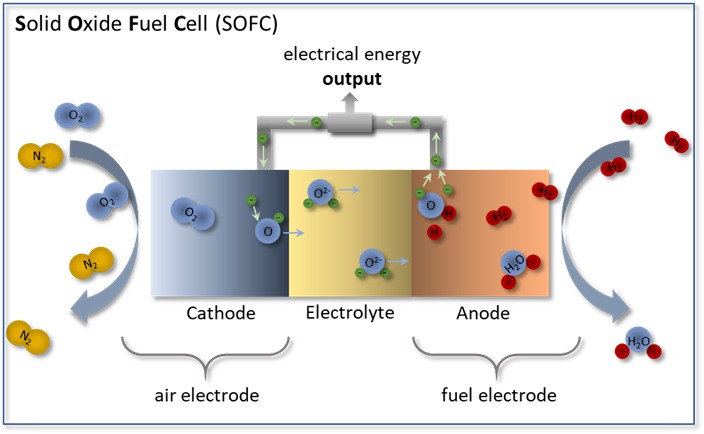 Solid Oxide Fuel Cell (SOFC)
electrical energy
output
O2
N2
O2
N2
N2
O2
O
O2-
O2-
O
H
H
H2
H2
H2O
H2
H2
H2
H2O
-
-
-
-
-
-
-
-
-
-
-
-
Cathode
Electrolyte
Anode
air electrode
fuel electrode